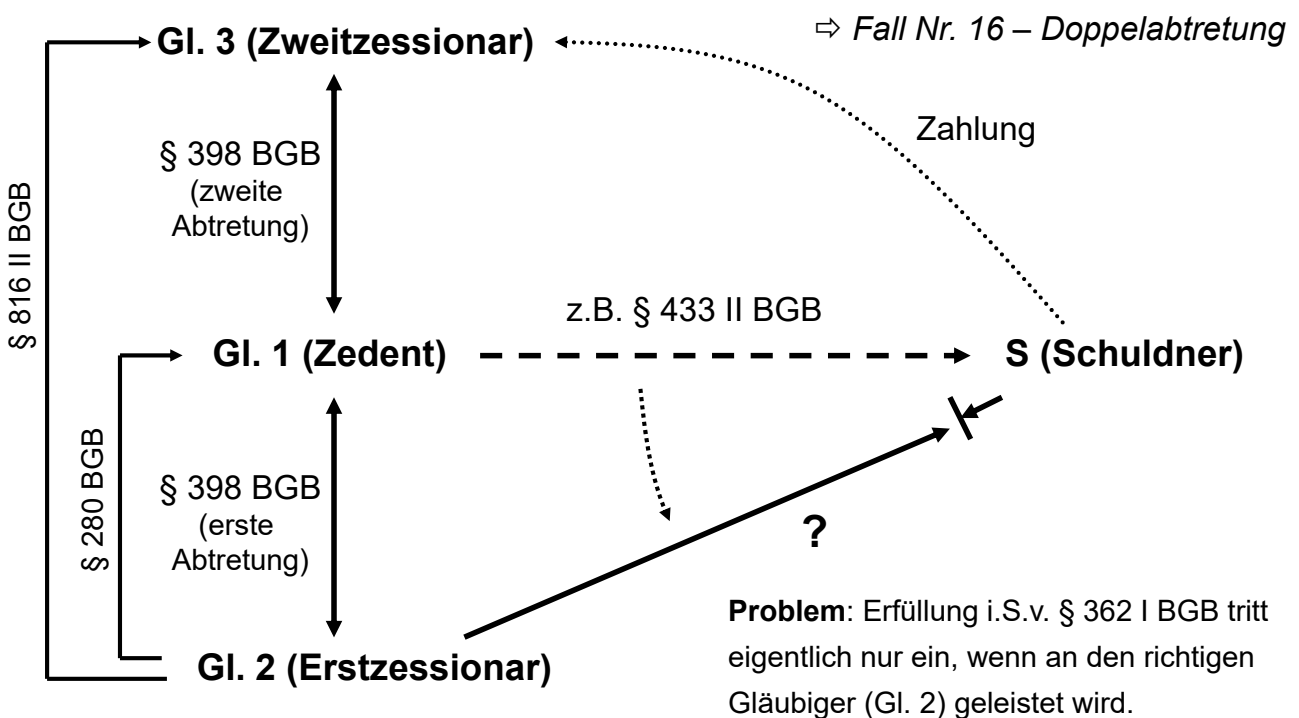 ⇨ Fall Nr. 16 – Doppelabtretung
Gl. 3 (Zweitzessionar)
Zahlung
§ 398 BGB
(zweite
Abtretung)
§ 816 II BGB
z.B. § 433 II BGB
Gl. 1 (Zedent)
S (Schuldner)
§ 280 BGB
§ 398 BGB
(erste
Abtretung)
?
Gl. 2 (Erstzessionar)
Problem: Erfüllung i.S.v. § 362 I BGB tritt
eigentlich nur ein, wenn an den richtigen
Gläubiger (Gl. 2) geleistet wird.